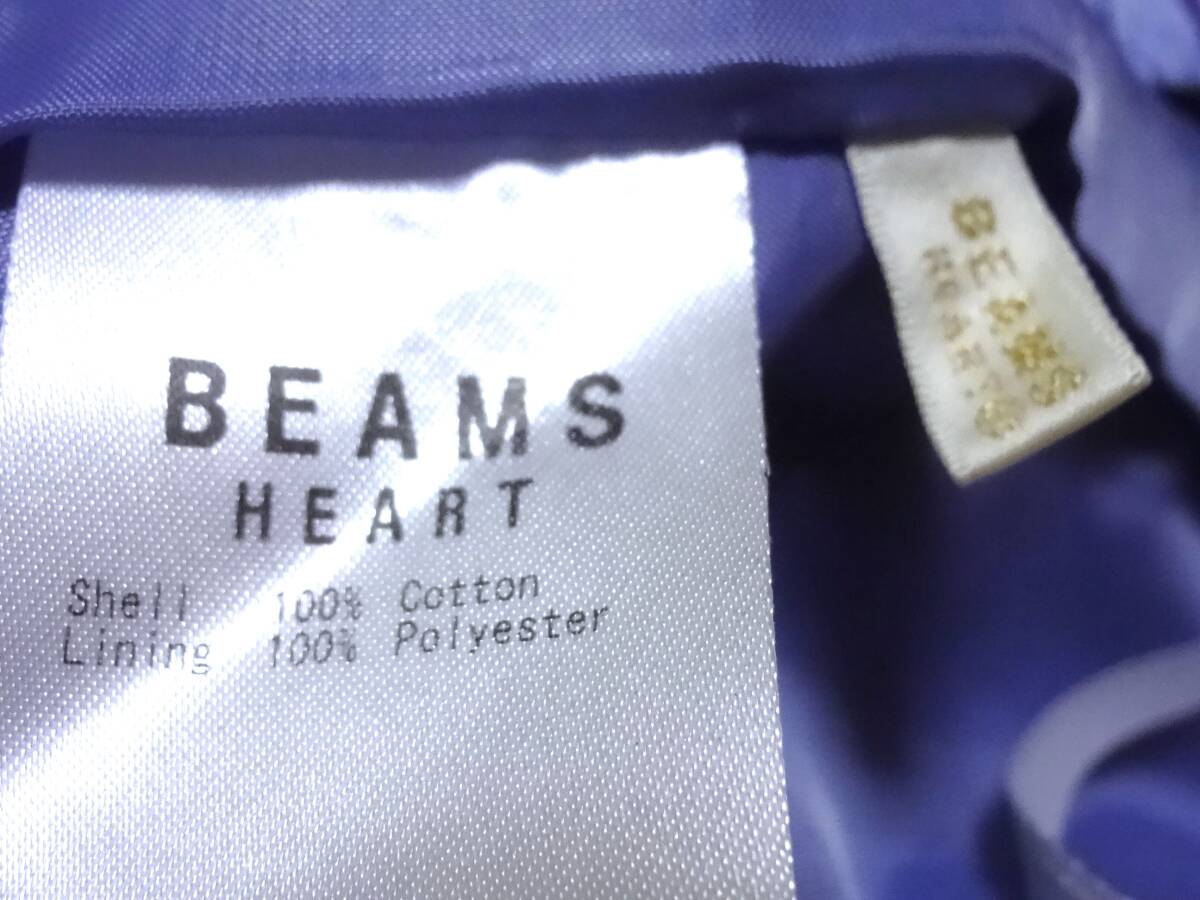 BEAMS
HEART
Shell 100% Cotton
Lining 100% Polyester
BEAMS
HEART